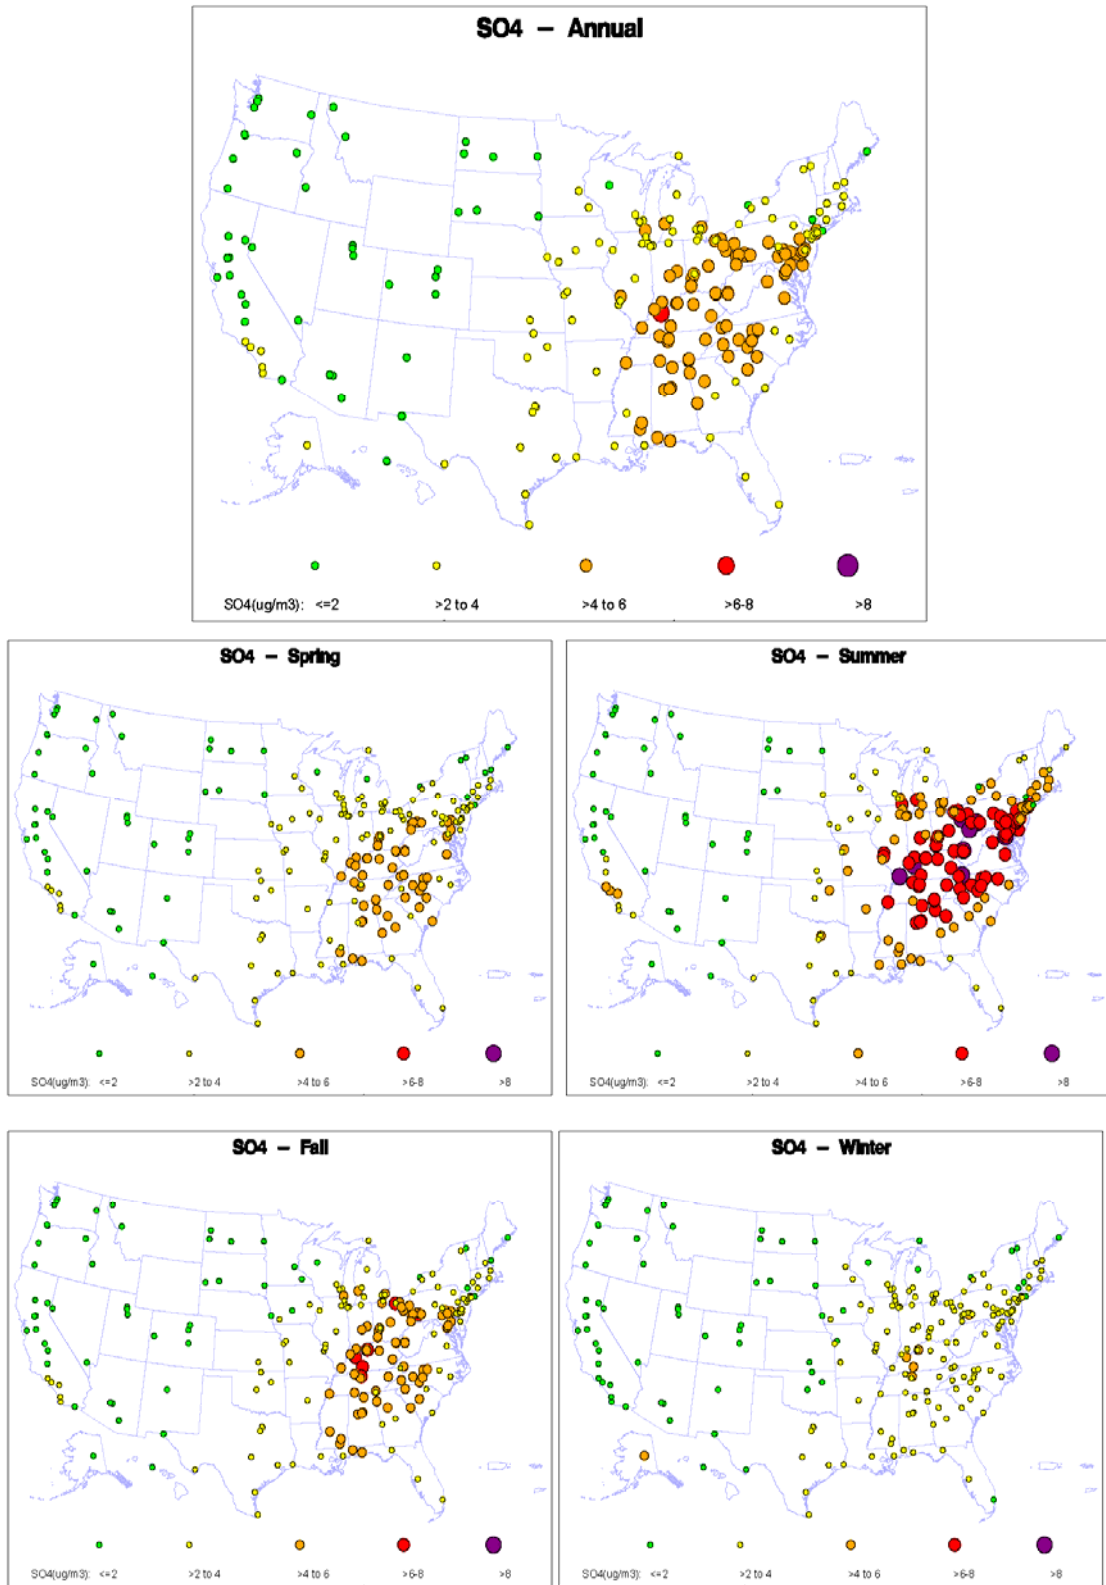 SO4 – Annual
SO4(ug/m3): <=2 >2 to 4 >4 to 6 >6-8 >8
SO4 – Spring
SO4(ug/m3): <=2 >2 to 4 >4 to 6 >6-8 >8
SO4 – Summer
SO4(ug/m3): <=2 >2 to 4 >4 to 6 >6-8 >8
SO4 – Fall
SO4(ug/m3): <=2 >2 to 4 >4 to 6 >6-8 >8
SO4 – Winter
SO4(ug/m3): <=2 >2 to 4 >4 to 6 >6-8 >8